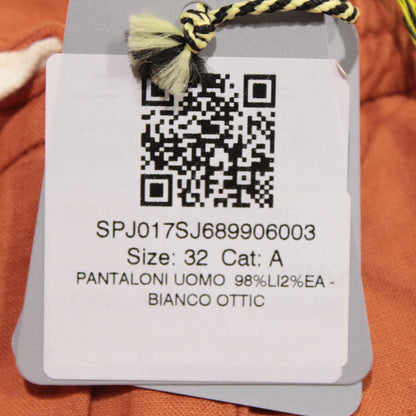 SPJ017SJ689906003
Size: 32 Cat: A
PANTALONI UOMO 98%LI2%EA -
BIANCO OTTIC